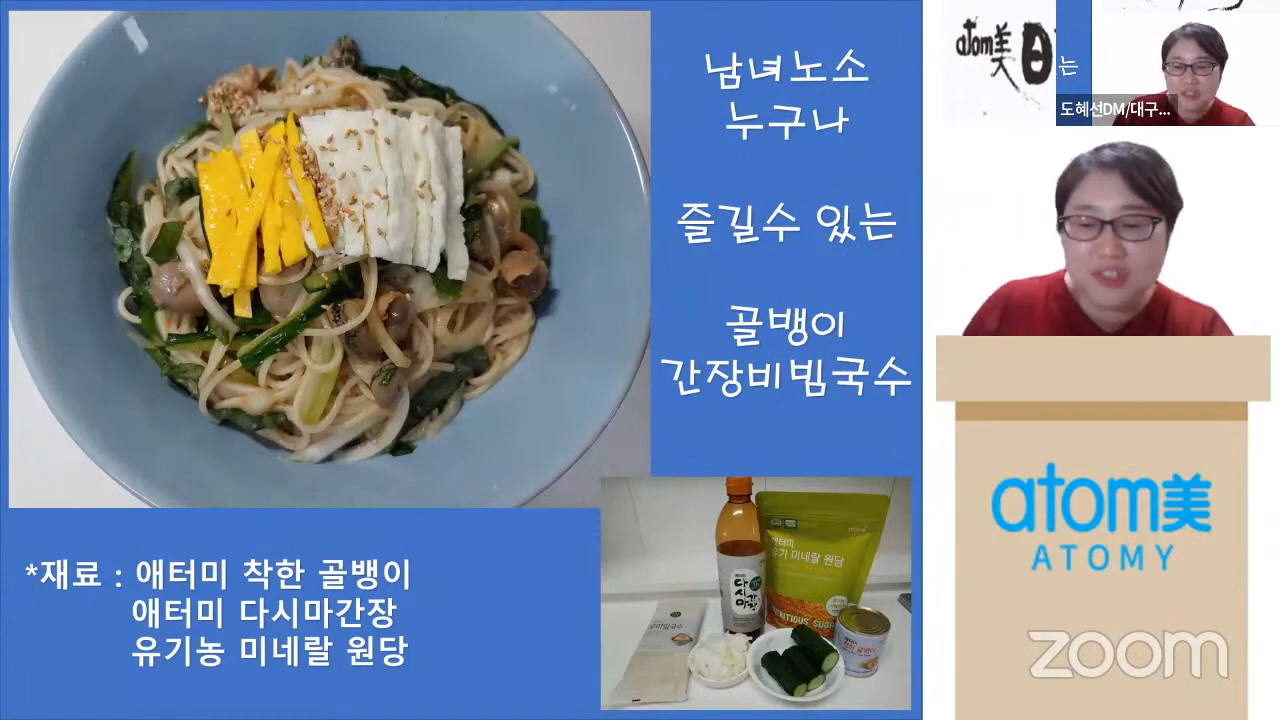 남녀노소
누구나
즐길수 있는
골뱅이
간장비빔국수
*재료 : 애터미 착한 골뱅이
애터미 다시마간장
유기농 미네랄 원당
애터미
유기 미네랄 원당
NUTRITIOUS SUGAR
다시마간장
atom美 日
는
도혜선DM/대구...
atom美
ATOMY
zoom